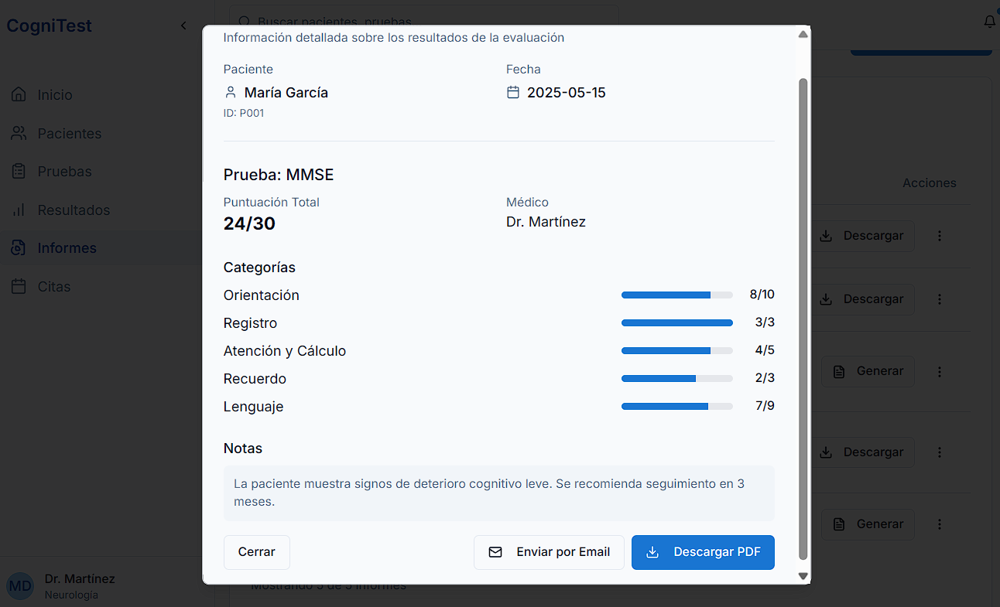 CogniTest
Buscar pacientes, pruebas
Inicio
Pacientes
Pruebas
Resultados
Informes
Citas
MD
Dr. Martínez
Neurología
Información detallada sobre los resultados de la evaluación
Paciente
Fecha
María García
2025-05-15
ID: P001
Prueba: MMSE
Puntuación Total
Médico
24/30
Dr. Martínez
Categorías
Orientación 8/10
Registro 3/3
Atención y Cálculo 4/5
Recuerdo 2/3
Lenguaje 7/9
Notas
La paciente muestra signos de deterioro cognitivo leve. Se recomienda seguimiento en 3
meses.
Cerrar
Enviar por Email
Descargar PDF
Acciones
Descargar
Descargar
Generar
Descargar
Generar
Mostrando 5 de 5 informes